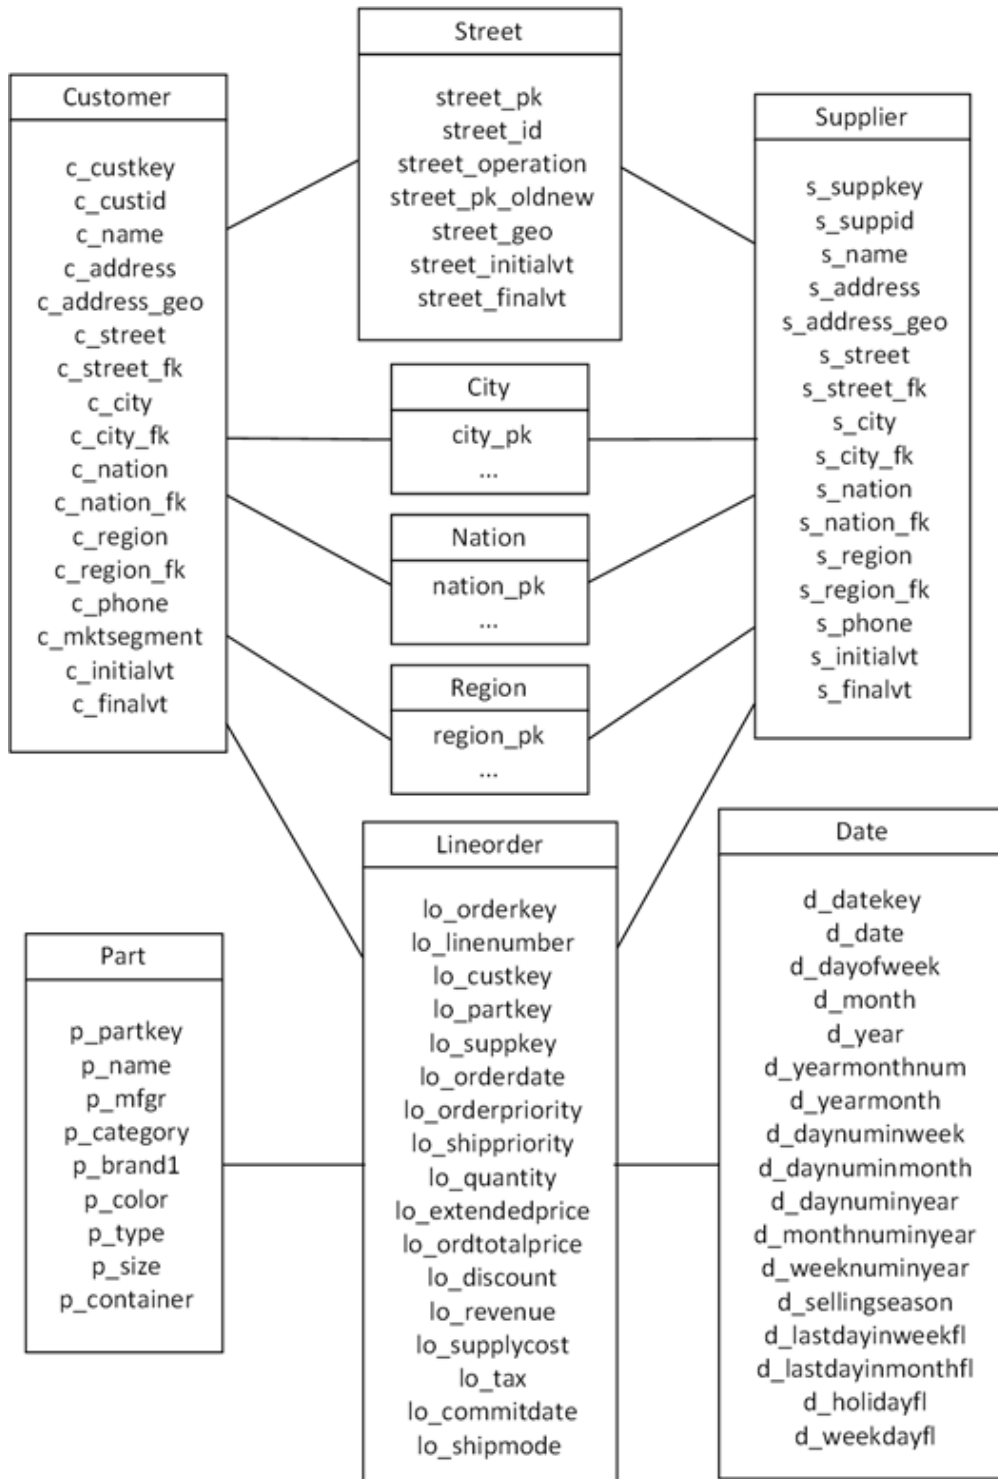 Street
street_pk
street_id
street_operation
street_pk_oldnew
street_geo
street_initialvt
street_finalvt
Customer
c_custkey
c_custid
c_name
c_address
c_address_geo
c_street
c_street_fk
c_city
c_city_fk
c_nation
c_nation_fk
c_region
c_region_fk
c_phone
c_mktsegment
c_initialvt
c_finalvt
Supplier
s_suppkey
s_suppid
s_name
s_address
s_address_geo
s_street
s_street_fk
s_city
s_city_fk
s_nation
s_nation_fk
s_region
s_region_fk
s_phone
s_initialvt
s_finalvt
City
city_pk
...
Nation
nation_pk
...
Region
region_pk
...
Lineorder
lo_orderkey
lo_linenumber
lo_custkey
lo_partkey
lo_suppkey
lo_orderdate
lo_orderpriority
lo_shippriority
lo_quantity
lo_extendedprice
lo_ordtotalprice
lo_discount
lo_revenue
lo_supplycost
lo_tax
lo_commitdate
lo_shipmode
Date
d_datekey
d_date
d_dayofweek
d_month
d_year
d_yearmonthnum
d_yearmonth
d_daynuminweek
d_daynuminmonth
d_daynuminyear
d_monthnuminyear
d_weeknuminyear
d_sellingseason
d_lastdayinweekfl
d_lastdayinmonthfl
d_holidayfl
d_weekdayfl
Part
p_partkey
p_name
p_mfgr
p_category
p_brand1
p_color
p_type
p_size
p_container